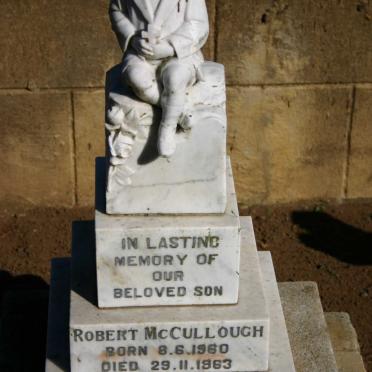 IN LASTING
MEMORY OF
OUR
BELOVED SON
ROBERT MCCULLOUGH
BORN 8.6.1960
DIED 29.11.1963